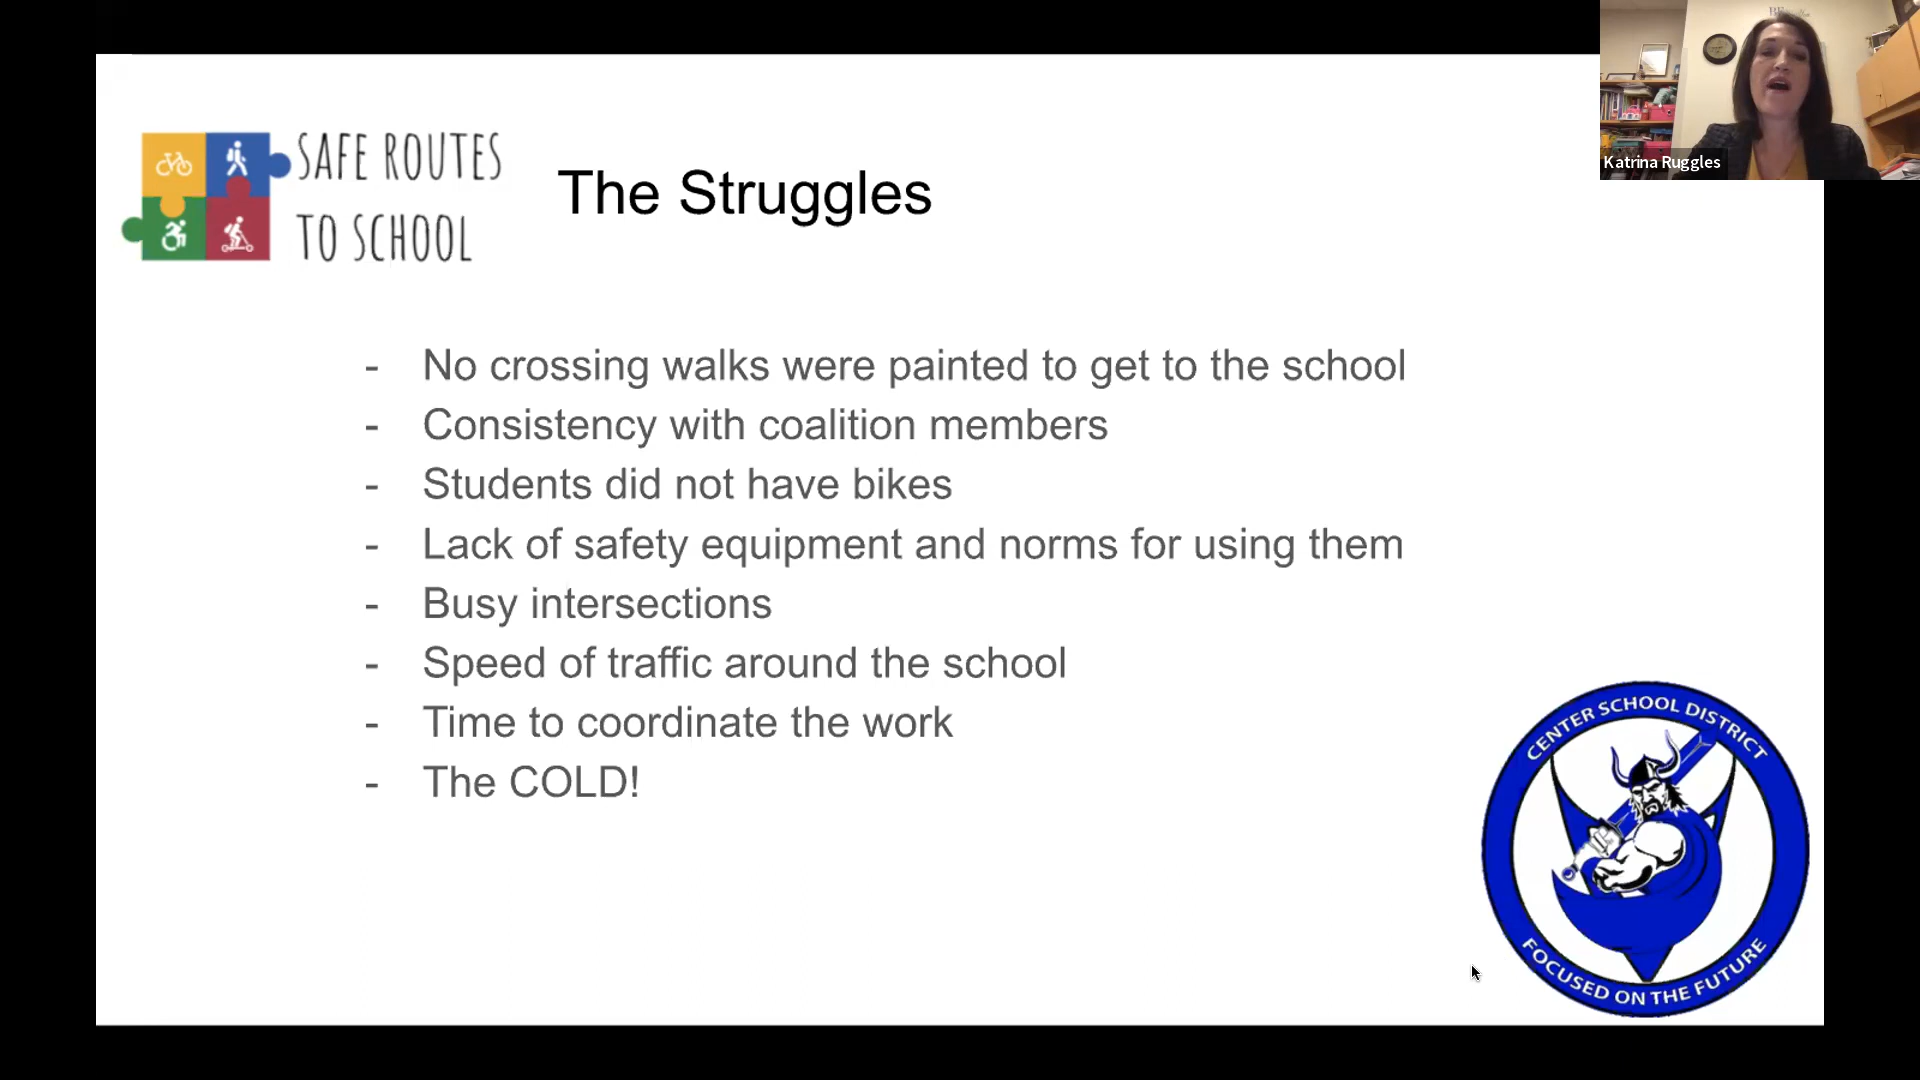 Katrina Ruggles
SAFE ROUTES
TO SCHOOL
The Struggles
- No crossing walks were painted to get to the school
- Consistency with coalition members
- Students did not have bikes
- Lack of safety equipment and norms for using them
- Busy intersections
- Speed of traffic around the school
- Time to coordinate the work
- The COLD!
CENTER SCHOOL DISTRICT
FOCUSED ON THE FUTURE